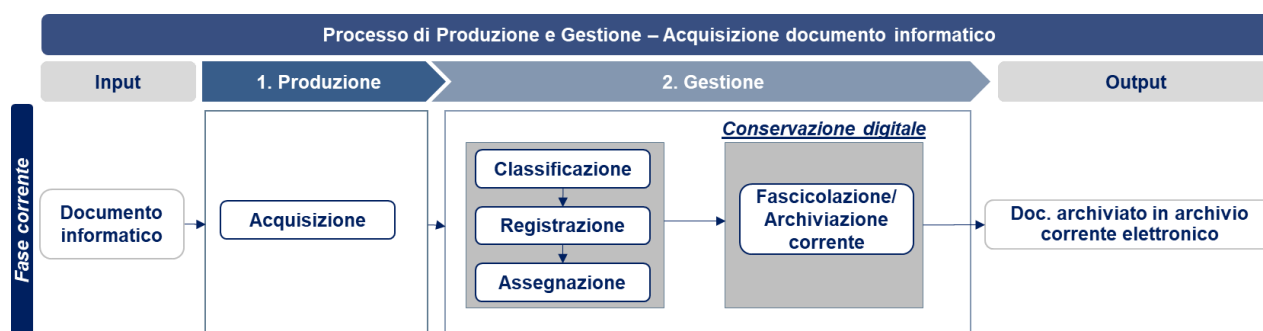 Processo di Produzione e Gestione – Acquisizione documento informatico
Input
1. Produzione
2. Gestione
Output
Fase corrente
Documento
informatico
Acquisizione
Classificazione
Registrazione
Assegnazione
Conservazione digitale
Fascicolazione/
Archiviazione
corrente
Doc. archiviato in archivio
corrente elettronico